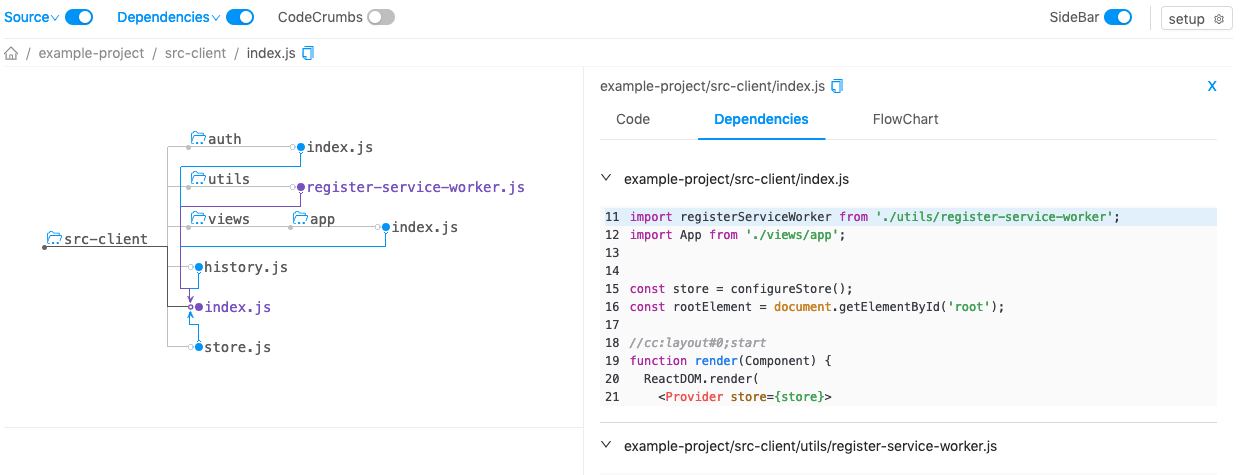 Source Dependencies CodeCrumbs SideBar setup
/ example-project / src-client / index.js
example-project/src-client/index.js X
Code Dependencies FlowChart
auth
index.js
utils
register-service-worker.js
views app
index.js
src-client
history.js
index.js
store.js
example-project/src-client/index.js
11 import registerServiceWorker from './utils/register-service-worker';
12 import App from './views/app';
13
14
15 const store = configureStore();
16 const rootElement = document.getElementById('root');
17
18 //cc:layout#0;start
19 function render(Component) {
20   ReactDOM.render(
21     <Provider store={store}>
example-project/src-client/utils/register-service-worker.js